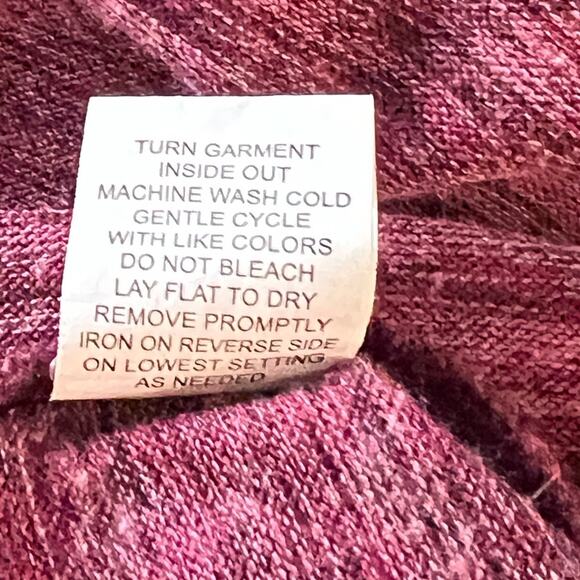 TURN GARMENT
INSIDE OUT
MACHINE WASH COLD
GENTLE CYCLE
WITH LIKE COLORS
DO NOT BLEACH
LAY FLAT TO DRY
REMOVE PROMPTLY
IRON ON REVERSE SIDE
ON LOWEST SETTING
AS NEEDED